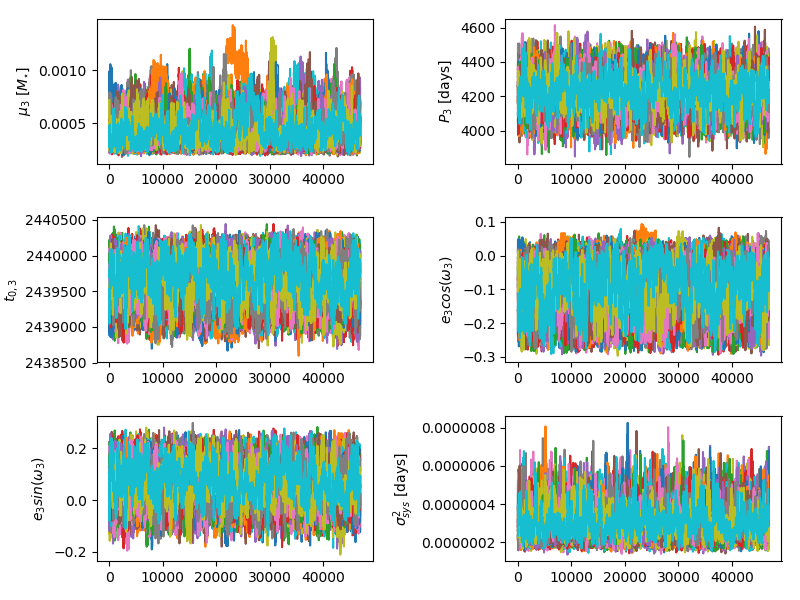 0.0010
0.0005
μ₃ [M⋆]
0 10000 20000 30000 40000
4600
4400
4200
4000
P₃ [days]
0 10000 20000 30000 40000
2440500
2440000
2439500
2439000
2438500
t₀,₃
0 10000 20000 30000 40000
0.1
0.0
−0.1
−0.2
−0.3
e₃cos(ω₃)
0 10000 20000 30000 40000
0.2
0.0
−0.2
e₃sin(ω₃)
0 10000 20000 30000 40000
0.0000008
0.0000006
0.0000004
0.0000002
σ²sys [days]
0 10000 20000 30000 40000